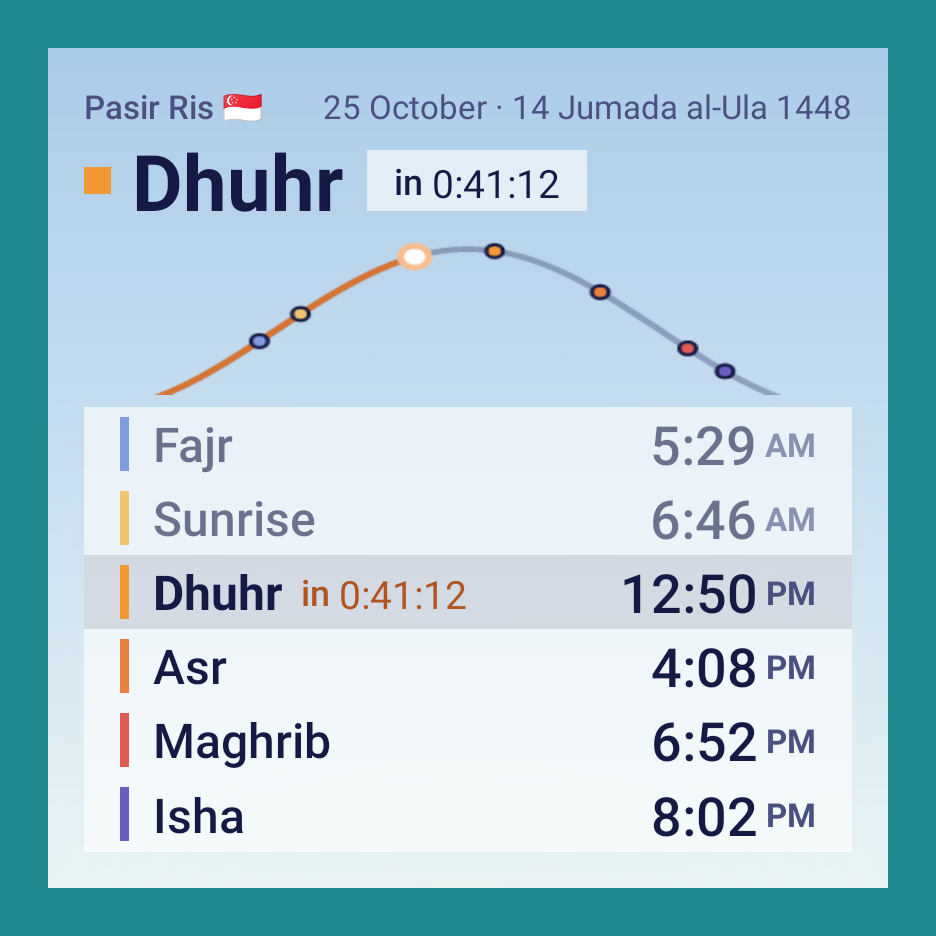 Pasir Ris 🇸🇬 25 October · 14 Jumada al-Ula 1448
Dhuhr in 0:41:12
Fajr 5:29 AM
Sunrise 6:46 AM
Dhuhr in 0:41:12 12:50 PM
Asr 4:08 PM
Maghrib 6:52 PM
Isha 8:02 PM